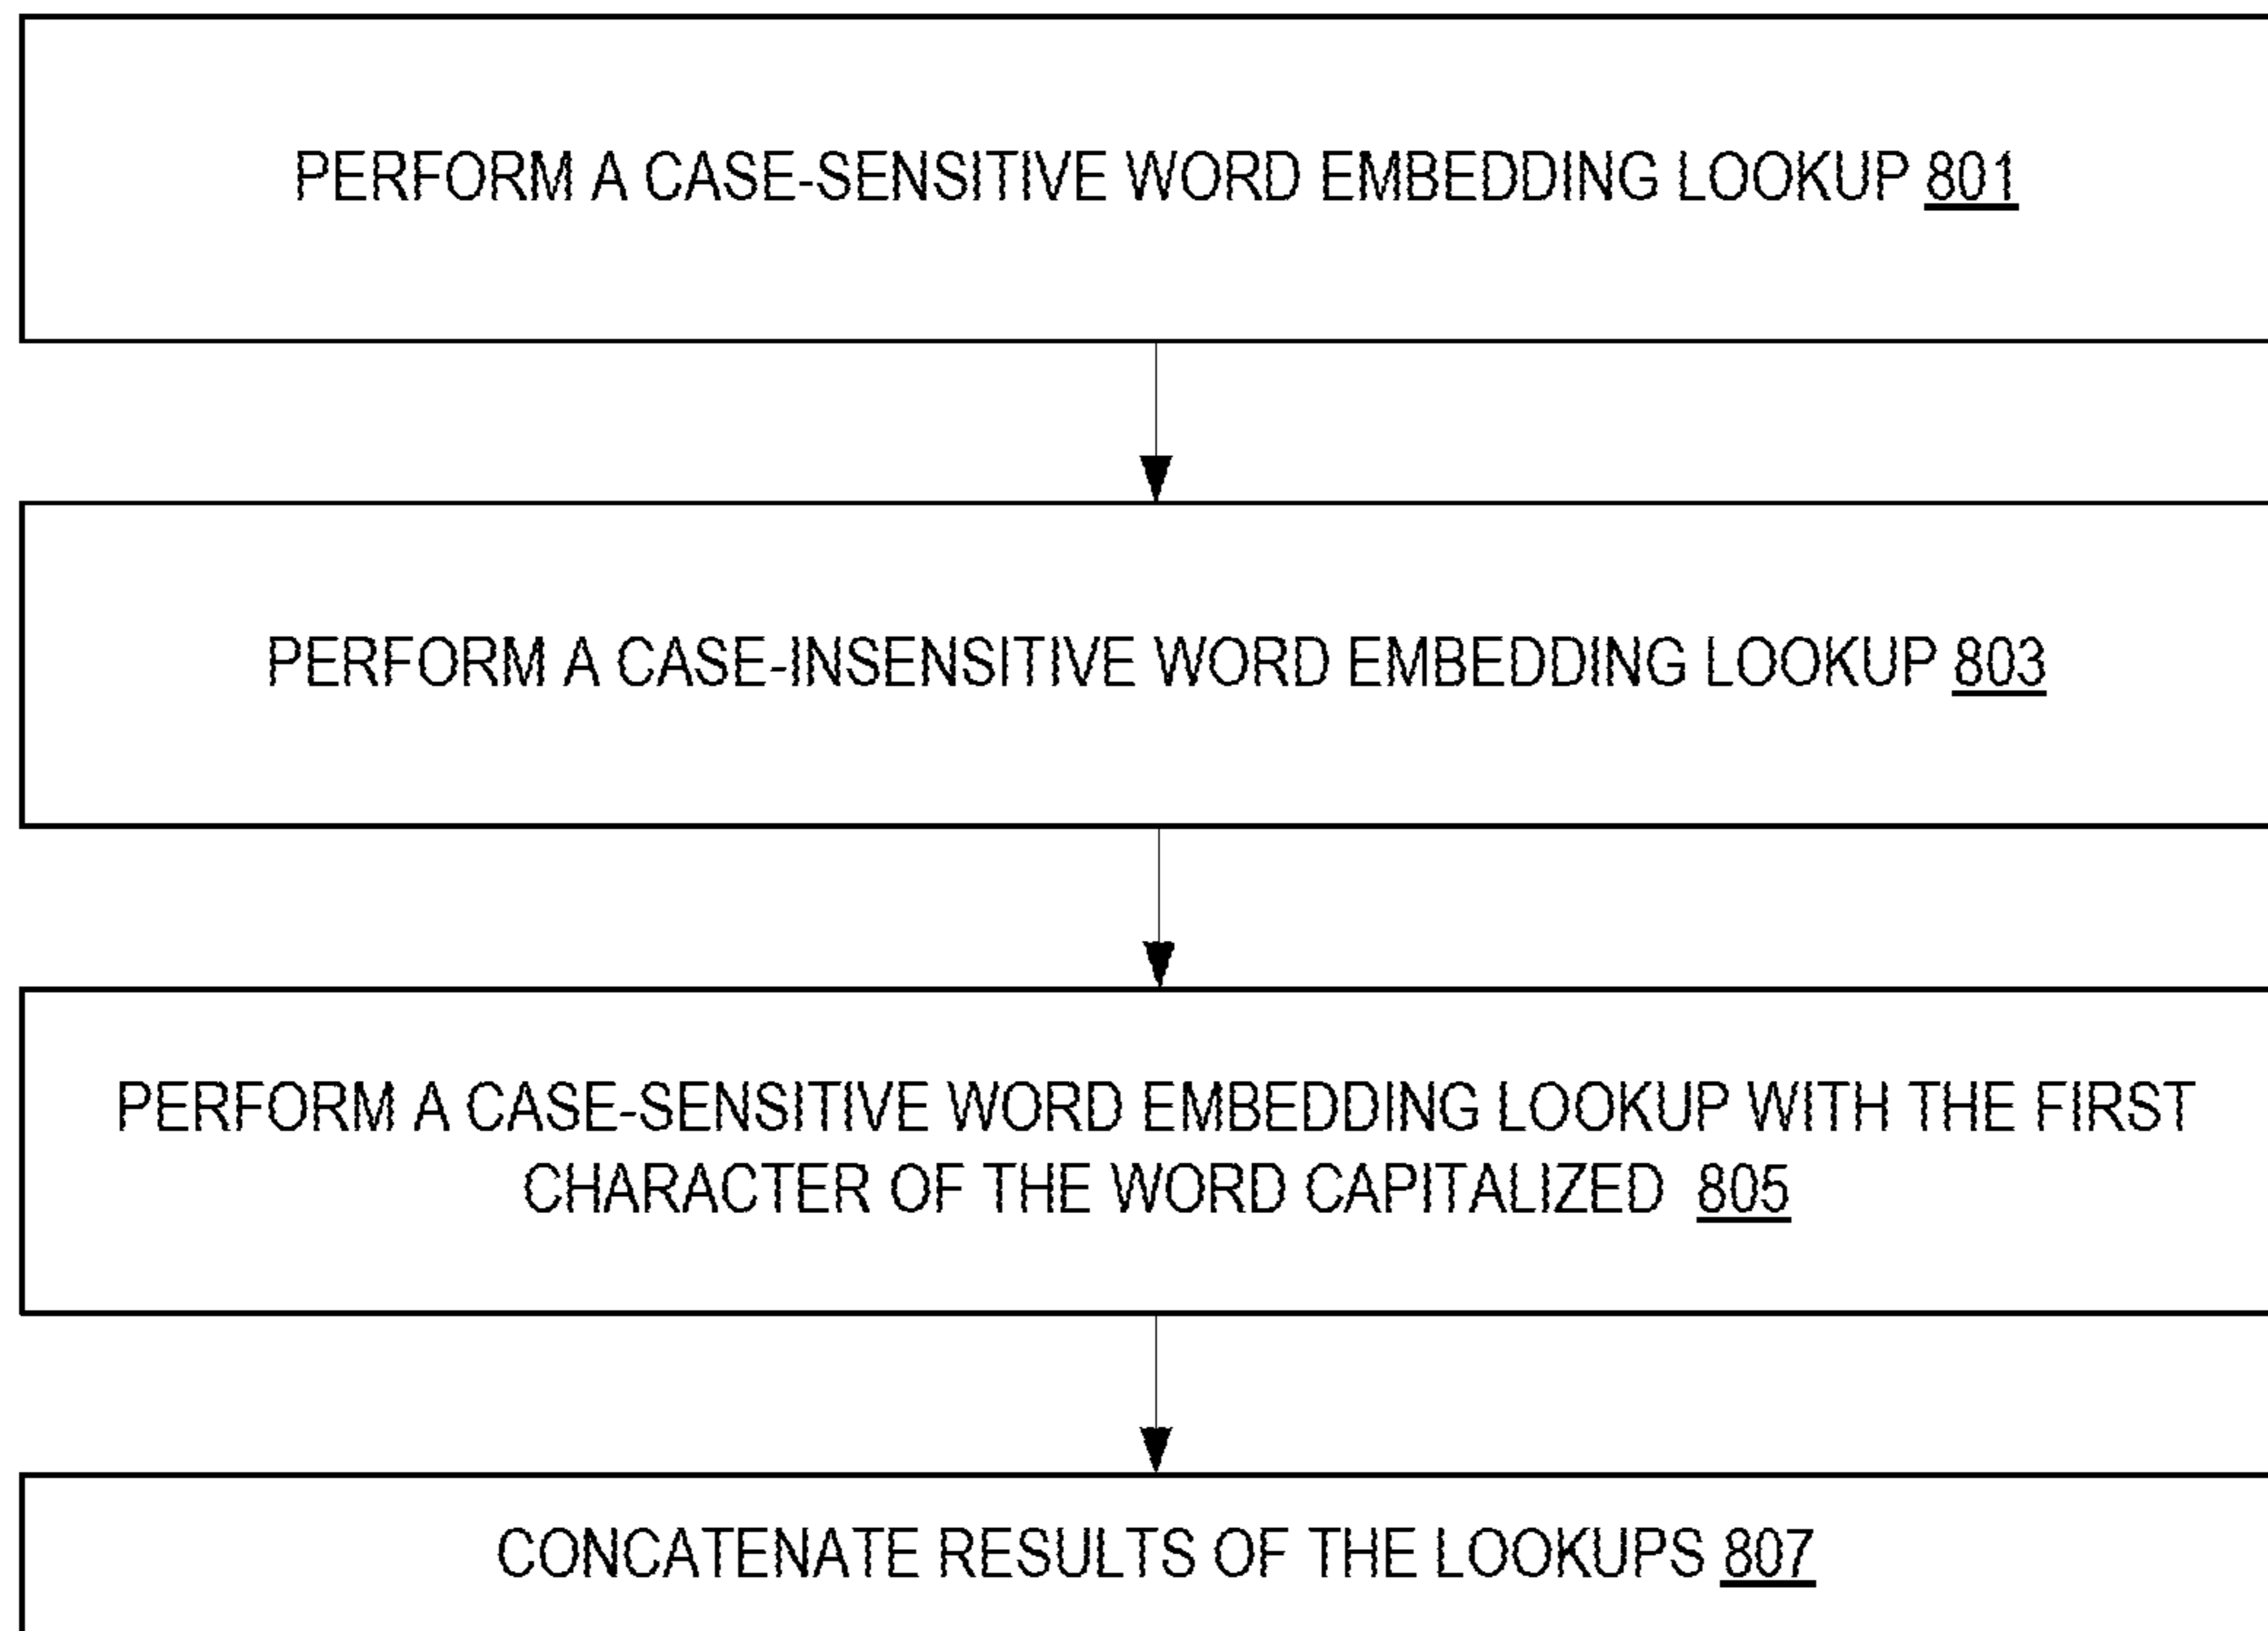 PERFORM A CASE-SENSITIVE WORD EMBEDDING LOOKUP 801
PERFORM A CASE-INSENSITIVE WORD EMBEDDING LOOKUP 803
PERFORM A CASE-SENSITIVE WORD EMBEDDING LOOKUP WITH THE FIRST
CHARACTER OF THE WORD CAPITALIZED 805
CONCATENATE RESULTS OF THE LOOKUPS 807